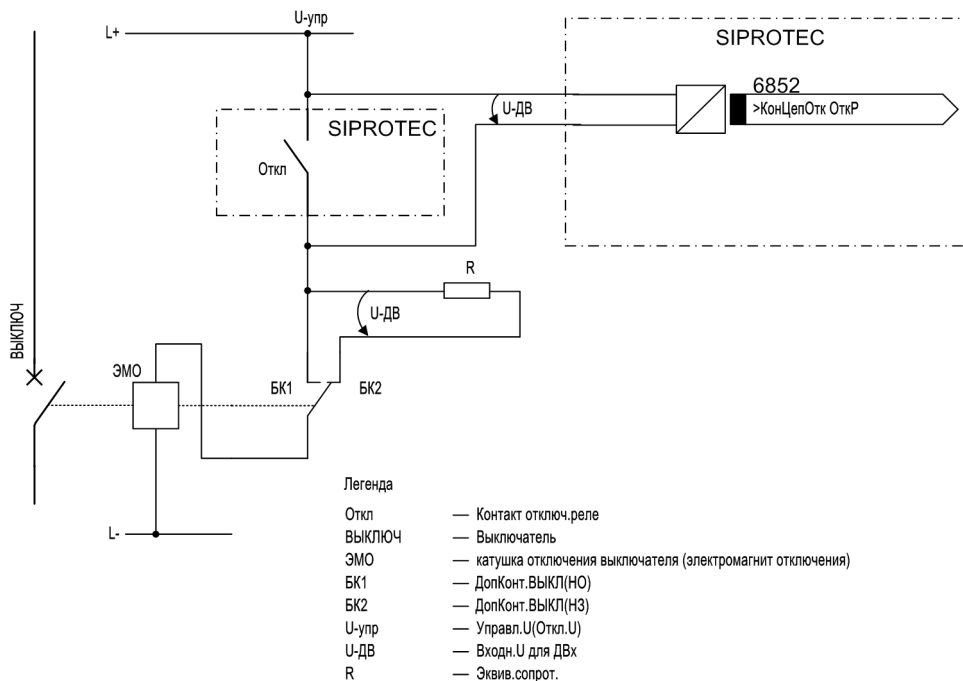 U-упр
L+
SIPROTEC
6852
>КонЦепОтк ОткР
U-ДВ
SIPROTEC
Откл
R
U-ДВ
ВЫКЛЮЧ
ЭМО
БК1
БК2
L-
Легенда
Откл — Контакт отключ.реле
ВЫКЛЮЧ — Выключатель
ЭМО — катушка отключения выключателя (электромагнит отключения)
БК1 — ДопКонт.ВЫКЛ(НО)
БК2 — ДопКонт.ВЫКЛ(НЗ)
U-упр — Управл.U(Откл.U)
U-ДВ — Входн.U для ДВх
R — Эквив.сопрот.